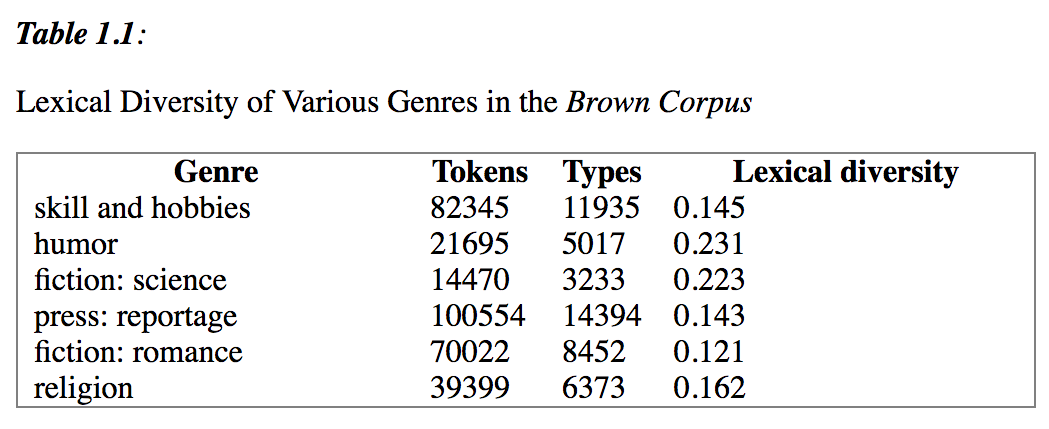 Table 1.1:
Lexical Diversity of Various Genres in the Brown Corpus
Genre Tokens Types Lexical diversity
skill and hobbies 82345 11935 0.145
humor 21695 5017 0.231
fiction: science 14470 3233 0.223
press: reportage 100554 14394 0.143
fiction: romance 70022 8452 0.121
religion 39399 6373 0.162